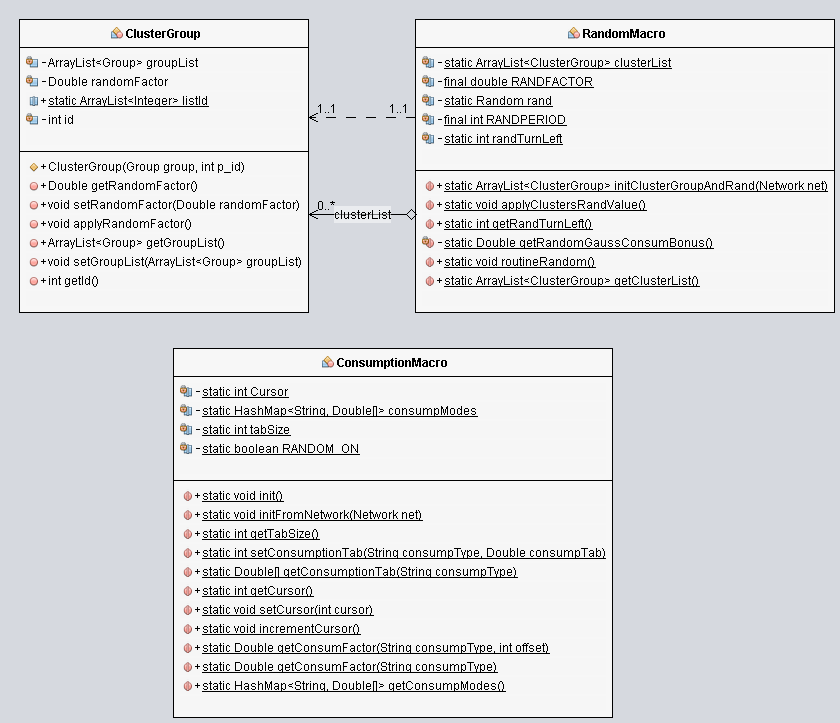 ClusterGroup
-ArrayList<Group> groupList
-Double randomFactor
+static ArrayList<Integer> listId
-int id
+ClusterGroup(Group group, int p_id)
+Double getRandomFactor()
+void setRandomFactor(Double randomFactor)
+void applyRandomFactor()
+ArrayList<Group> getGroupList()
+void setGroupList(ArrayList<Group> groupList)
+int getId()
1..1
1..1
0..*
clusterList
RandomMacro
-static ArrayList<ClusterGroup> clusterList
-final double RANDFACTOR
-static Random rand
-final int RANDPERIOD
-static int randTurnLeft
+static ArrayList<ClusterGroup> initClusterGroupAndRand(Network net)
+static void applyClustersRandValue()
+static int getRandTurnLeft()
-static Double getRandomGaussConsumBonus()
+static void routineRandom()
+static ArrayList<ClusterGroup> getClusterList()
ConsumptionMacro
-static int Cursor
-static HashMap<String, Double[]> consumpModes
-static int tabSize
-static boolean RANDOM_ON
+static void init()
+static void initFromNetwork(Network net)
+static int getTabSize()
+static int setConsumptionTab(String consumpType, Double consumpTab)
+static Double[] getConsumptionTab(String consumpType)
+static int getCursor()
+static void setCursor(int cursor)
+static void incrementCursor()
+static Double getConsumFactor(String consumpType, int offset)
+static Double getConsumFactor(String consumpType)
+static HashMap<String, Double[]> getConsumpModes()